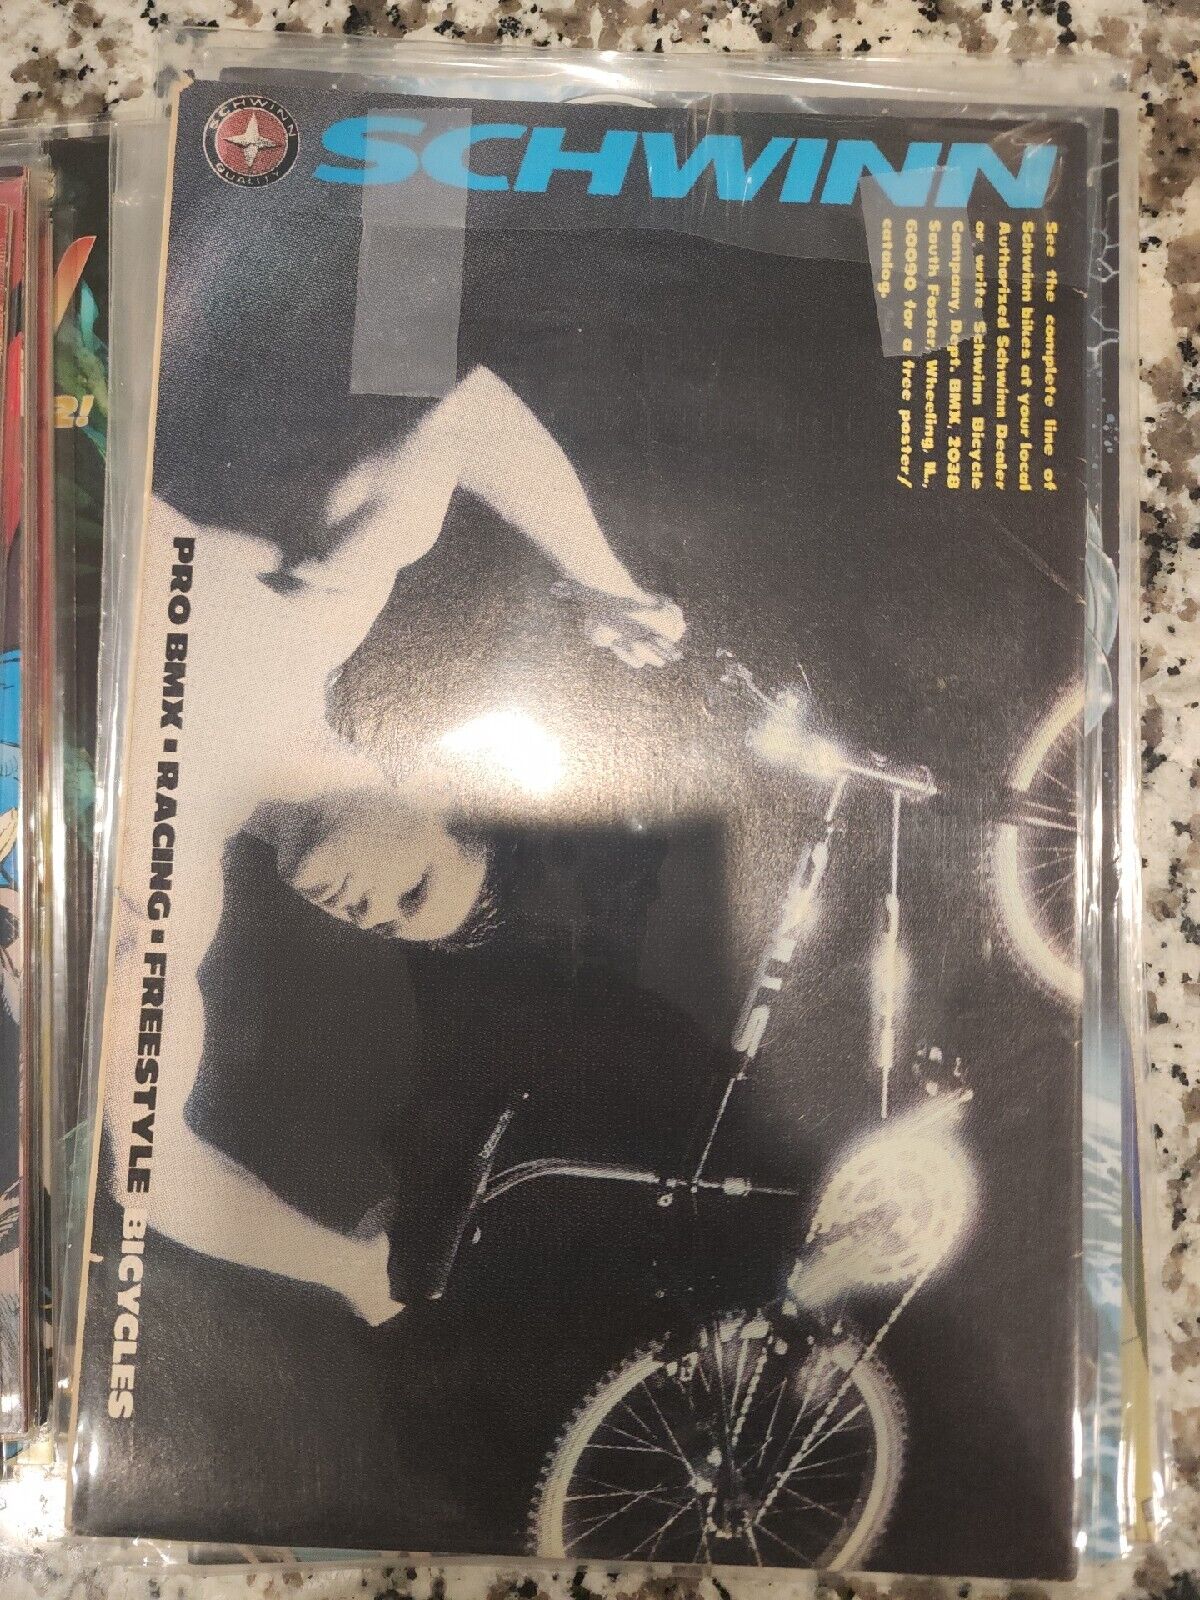 SCHWINN
QUALITY
SCHWINN
See the complete line of
Schwinn bikes at your local
Authorized Schwinn Dealer
or, write Schwinn Bicycle
Company, Dept. BMX, 2038
South Foster, Wheeling, IL,
60090 for a free poster/
catalog.
PRO BMX · RACING · FREESTYLE BICYCLES
2!